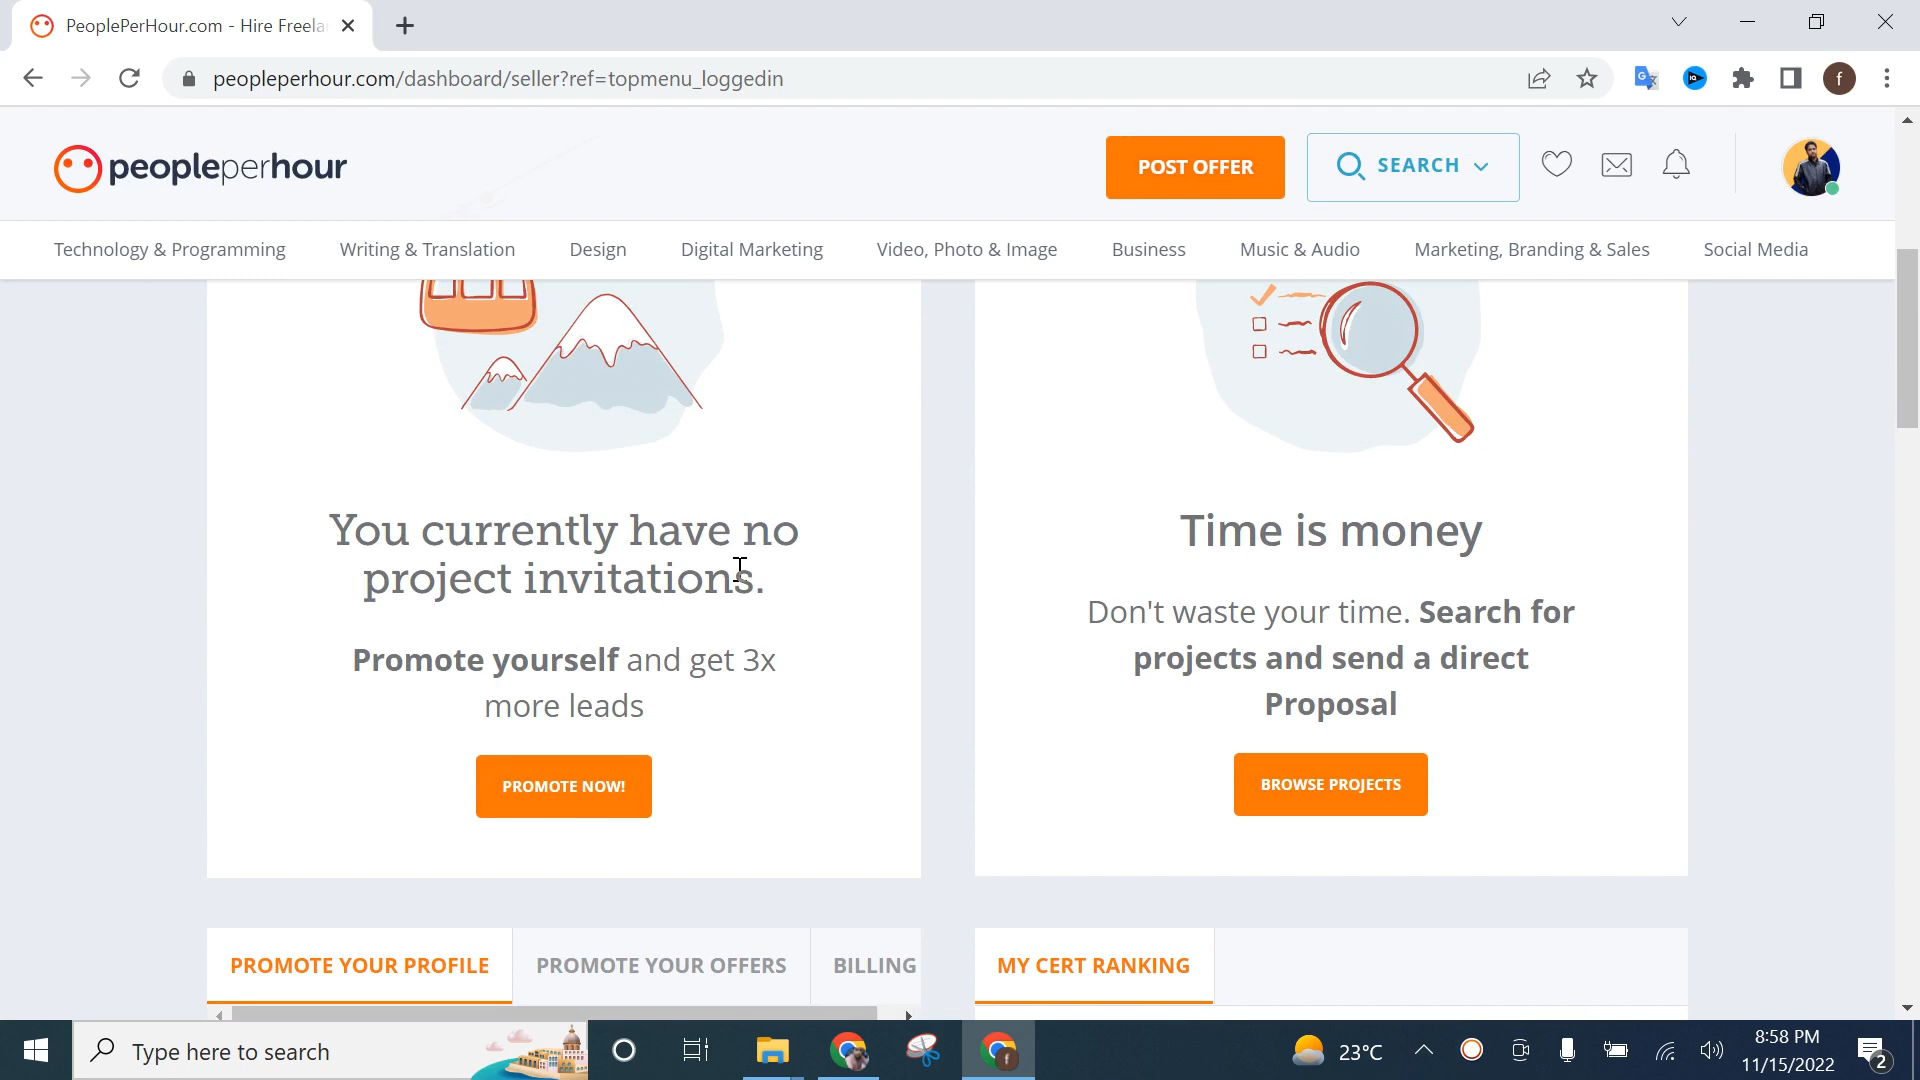 PeoplePerHour.com - Hire Freela
peopleperhour.com/dashboard/seller?ref=topmenu_loggedin
f
peopleperhour
POST OFFER
SEARCH
Technology & Programming
Writing & Translation
Design
Digital Marketing
Video, Photo & Image
Business
Music & Audio
Marketing, Branding & Sales
Social Media
You currently have no
project invitations.
Promote yourself and get 3x
more leads
PROMOTE NOW!
Time is money
Don't waste your time. Search for
projects and send a direct
Proposal
BROWSE PROJECTS
PROMOTE YOUR PROFILE
PROMOTE YOUR OFFERS
BILLING
MY CERT RANKING
Type here to search
f
23°C
8:58 PM
11/15/2022
2